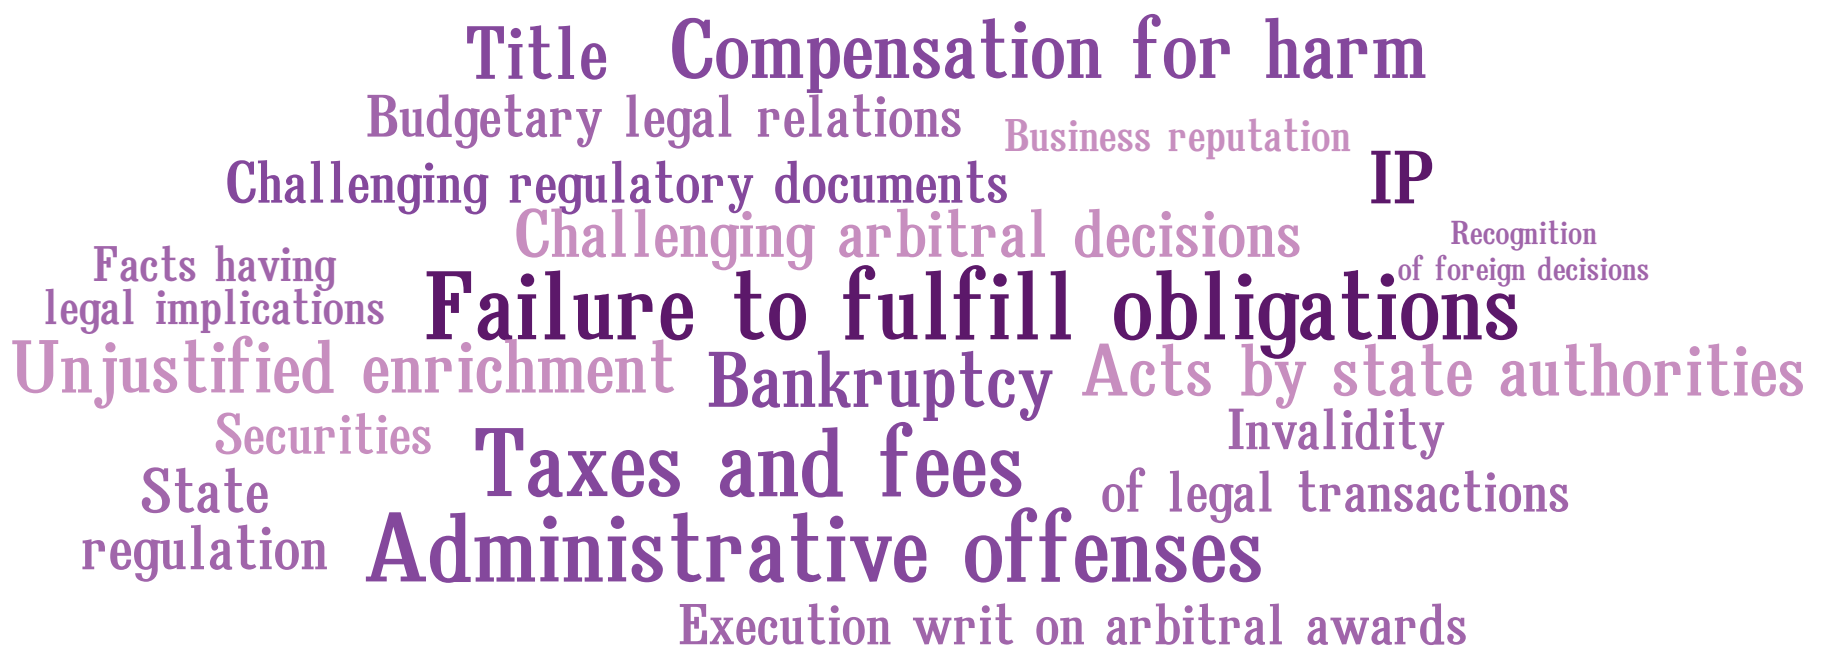 Title
Compensation for harm
Budgetary legal relations
Business reputation
Challenging regulatory documents
IP
Challenging arbitral decisions
Recognition
of foreign decisions
Facts having
legal implications
Failure to fulfill obligations
Unjustified enrichment
Bankruptcy
Acts by state authorities
Securities
Invalidity
of legal transactions
Taxes and fees
State
regulation
Administrative offenses
Execution writ on arbitral awards